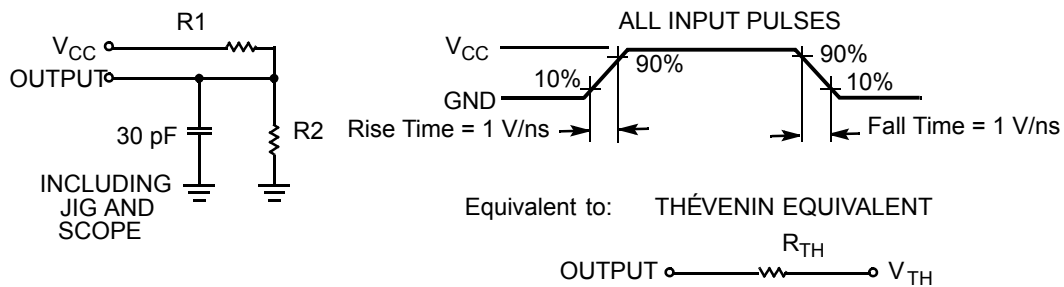 R1
V_CC
OUTPUT
30 pF
R2
INCLUDING
JIG AND
SCOPE
ALL INPUT PULSES
V_CC
10%
90%
90%
10%
GND
Rise Time = 1 V/ns
Fall Time = 1 V/ns
Equivalent to: THÉVENIN EQUIVALENT
R_TH
OUTPUT
V_TH